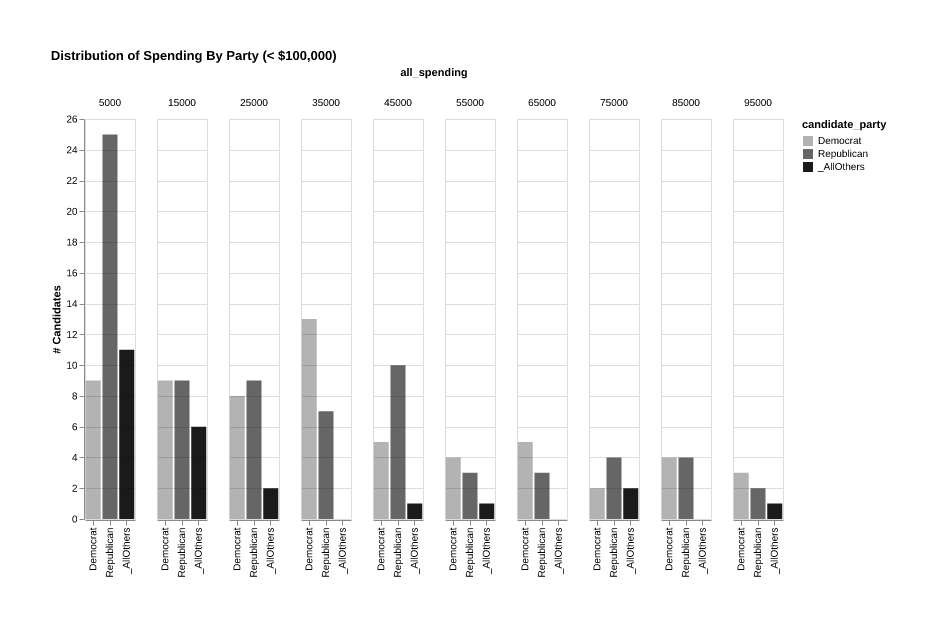 Distribution of Spending By Party (< $100,000)
all_spending
5000 15000 25000 35000 45000 55000 65000 75000 85000 95000
candidate_party
Democrat
Republican
_AllOthers
# Candidates
26
24
22
20
18
16
14
12
10
8
6
4
2
0
Democrat Republican _AllOthers Democrat Republican _AllOthers Democrat Republican _AllOthers Democrat Republican _AllOthers Democrat Republican _AllOthers Democrat Republican _AllOthers Democrat Republican _AllOthers Democrat Republican _AllOthers Democrat Republican _AllOthers Democrat Republican _AllOthers